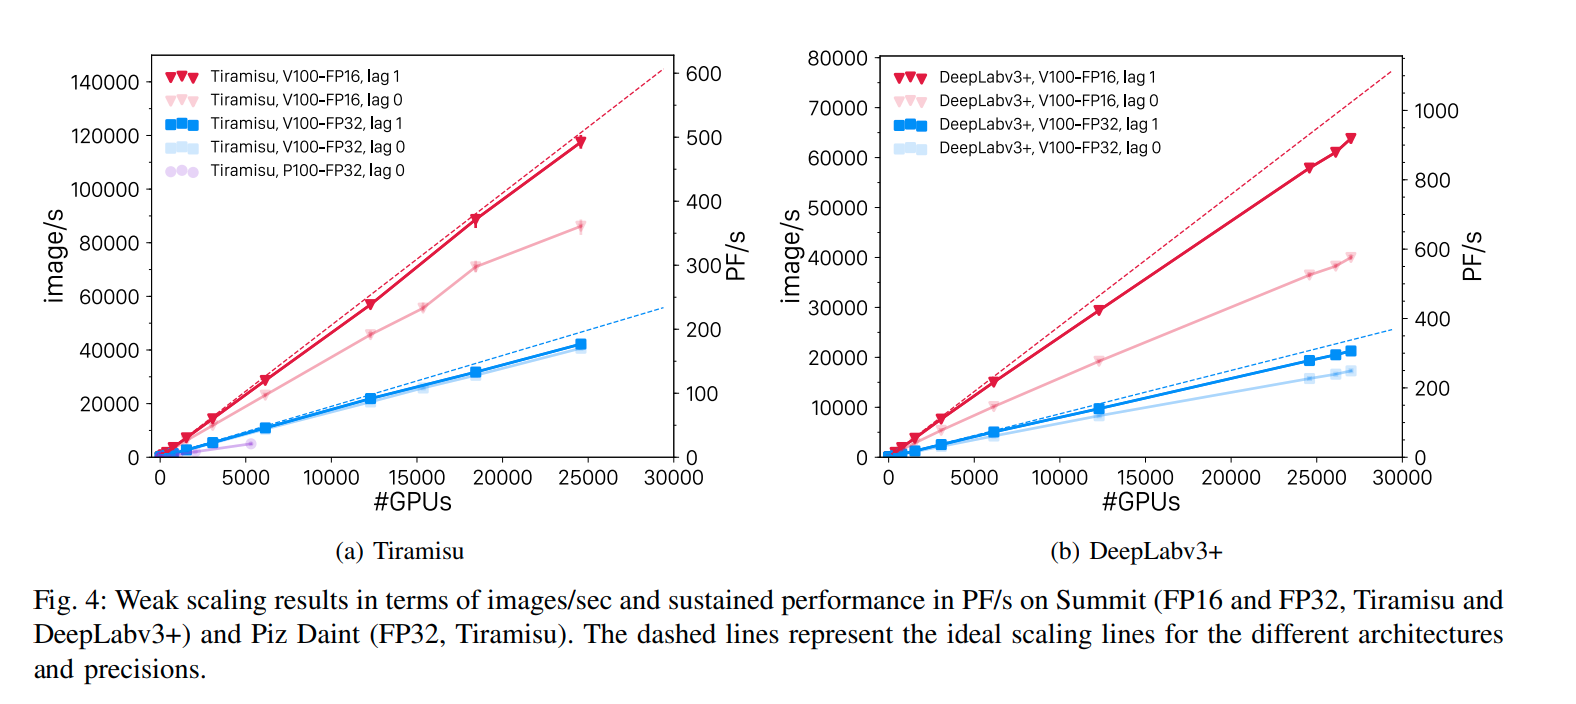 Tiramisu, V100-FP16, lag 1
Tiramisu, V100-FP16, lag 0
Tiramisu, V100-FP32, lag 1
Tiramisu, V100-FP32, lag 0
Tiramisu, P100-FP32, lag 0
140000
120000
100000
80000
60000
40000
20000
0
image/s
600
500
400
300
200
100
0
PF/s
0 5000 10000 15000 20000 25000 30000
#GPUs
(a) Tiramisu
DeepLabv3+, V100-FP16, lag 1
DeepLabv3+, V100-FP16, lag 0
DeepLabv3+, V100-FP32, lag 1
DeepLabv3+, V100-FP32, lag 0
80000
70000
60000
50000
40000
30000
20000
10000
0
image/s
1000
800
600
400
200
0
PF/s
0 5000 10000 15000 20000 25000 30000
#GPUs
(b) DeepLabv3+
Fig. 4: Weak scaling results in terms of images/sec and sustained performance in PF/s on Summit (FP16 and FP32, Tiramisu and
DeepLabv3+) and Piz Daint (FP32, Tiramisu). The dashed lines represent the ideal scaling lines for the different architectures
and precisions.